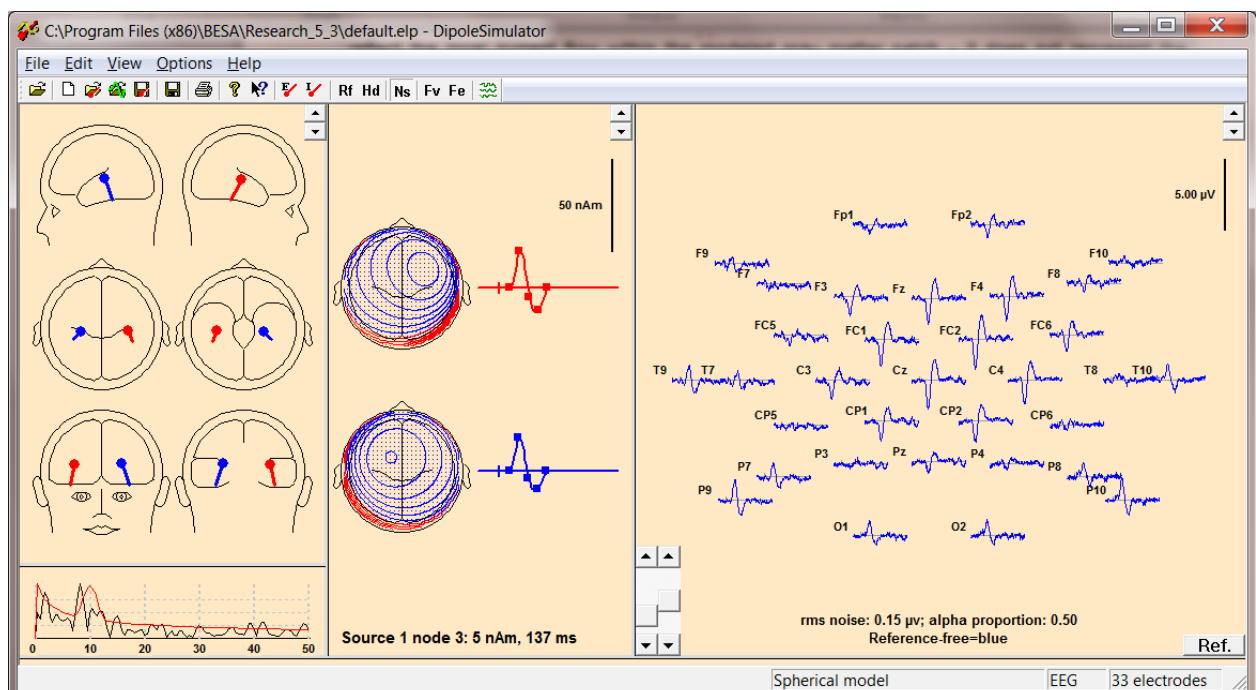 C:\Program Files (x86)\BESA\Research_5_3\default.elp - DipoleSimulator
File Edit View Options Help
Rf Hd Ns Fv Fe
50 nAm
5.00 µV
Fp1 Fp2
F9 F10
F7 F3 Fz F4 F8
FC5 FC1 FC2 FC6
T9 T7 C3 Cz C4 T8 T10
CP5 CP1 CP2 CP6
P7 P3 Pz P4 P8
P9 P10
O1 O2
0 10 20 30 40 50
Source 1 node 3: 5 nAm, 137 ms
rms noise: 0.15 µv; alpha proportion: 0.50
Reference-free=blue
Ref.
Spherical model EEG 33 electrodes